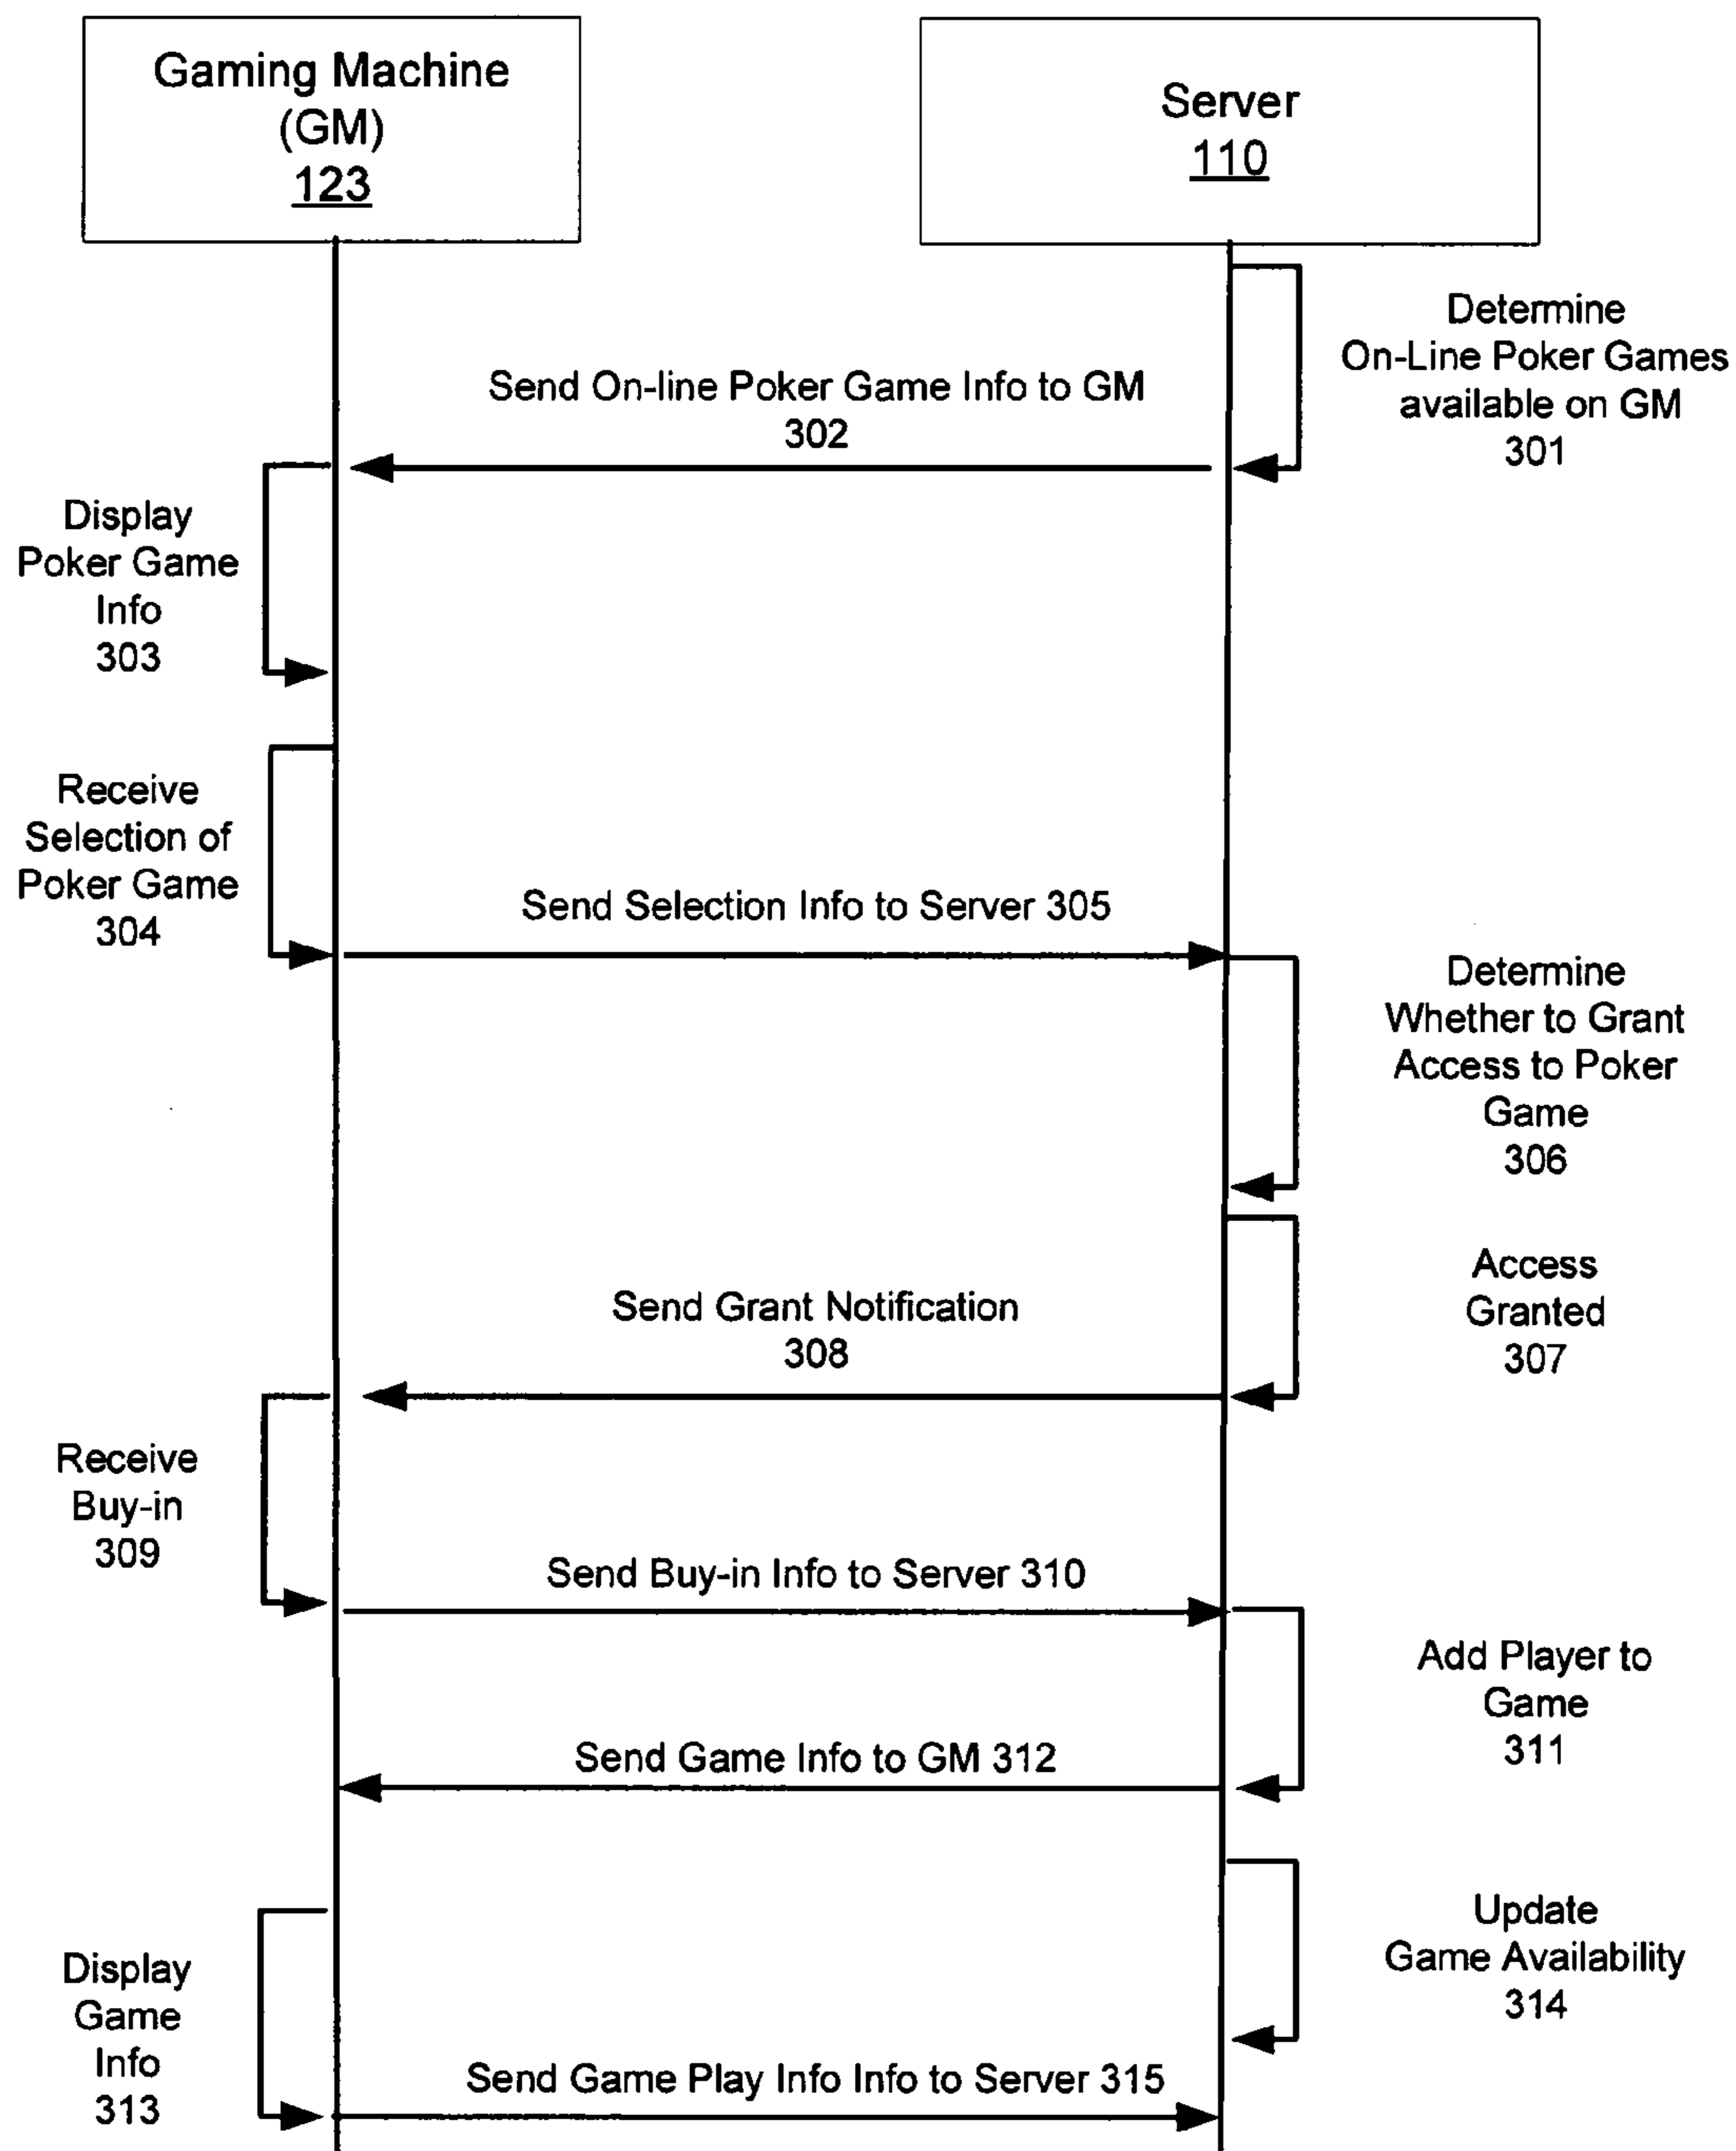 Gaming Machine
(GM)
123
Server
110
Determine
On-Line Poker Games
available on GM
301
Send On-line Poker Game Info to GM
302
Display
Poker Game
Info
303
Receive
Selection of
Poker Game
304
Send Selection Info to Server 305
Determine
Whether to Grant
Access to Poker
Game
306
Access
Granted
307
Send Grant Notification
308
Receive
Buy-in
309
Send Buy-in Info to Server 310
Add Player to
Game
311
Send Game Info to GM 312
Update
Game Availability
314
Display
Game
Info
313
Send Game Play Info Info to Server 315